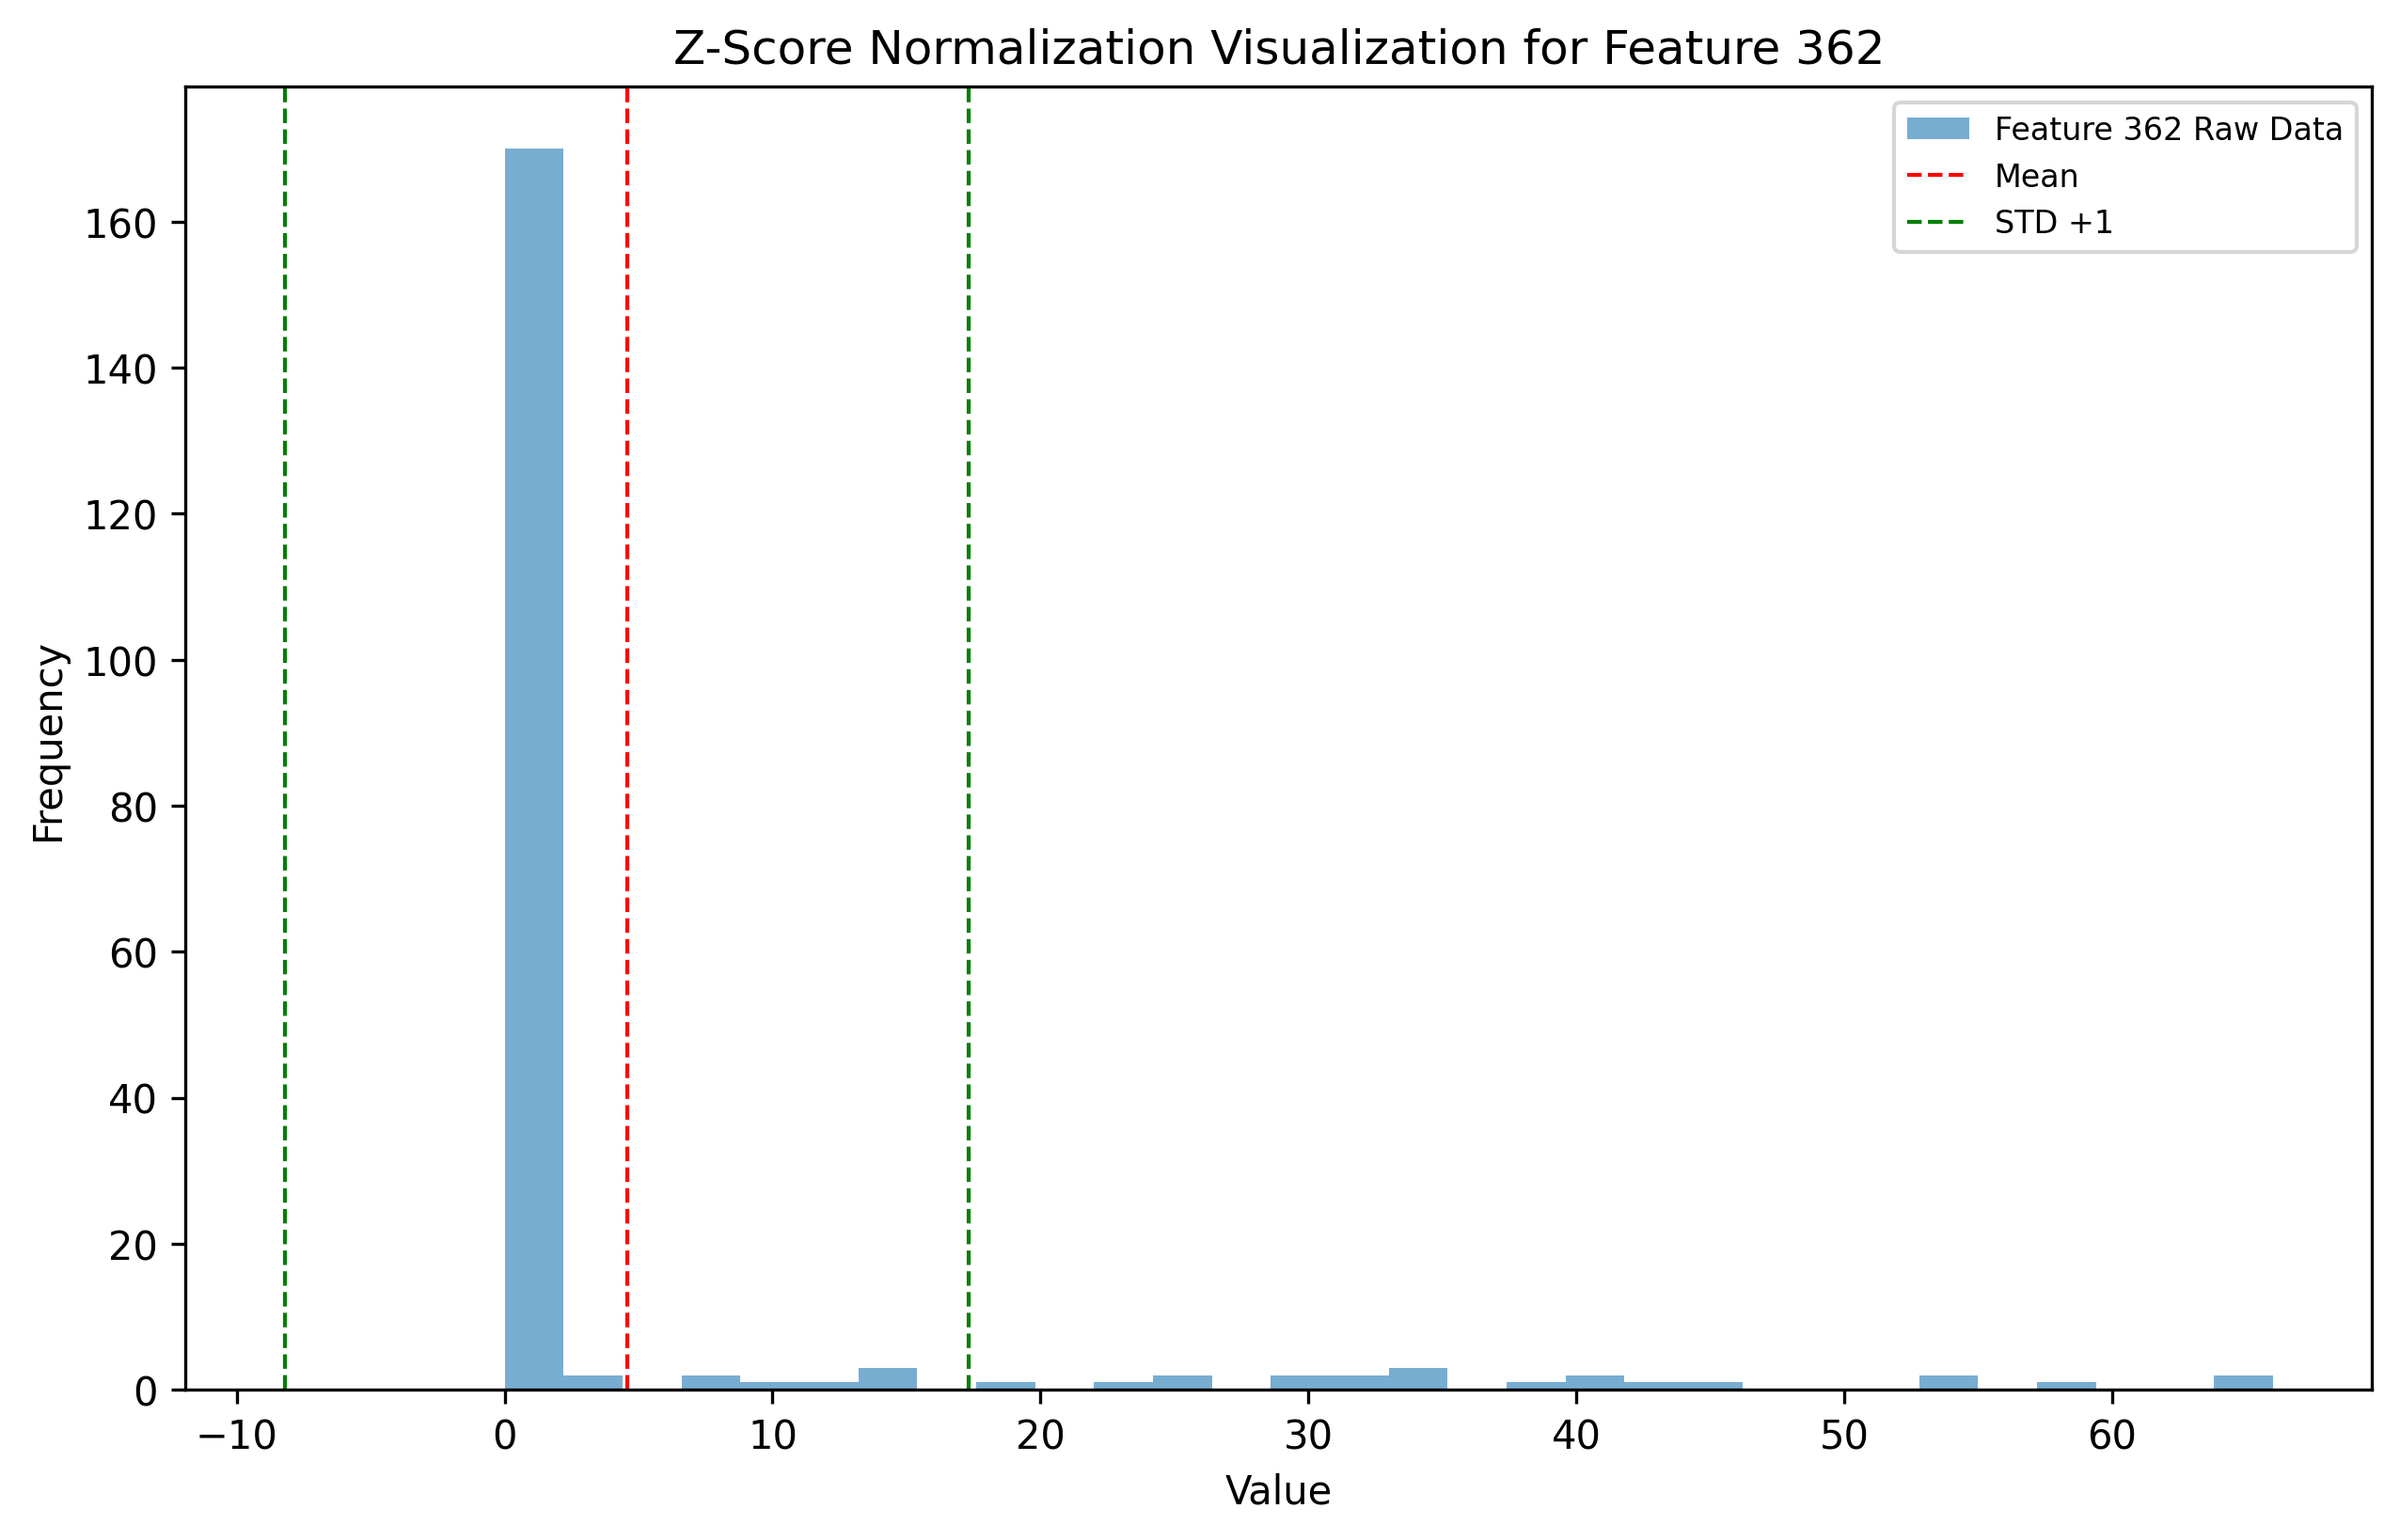 Z-Score Normalization Visualization for Feature 362
Feature 362 Raw Data
Mean
STD +1
Frequency
160
140
120
100
80
60
40
20
0
−10 0 10 20 30 40 50 60
Value